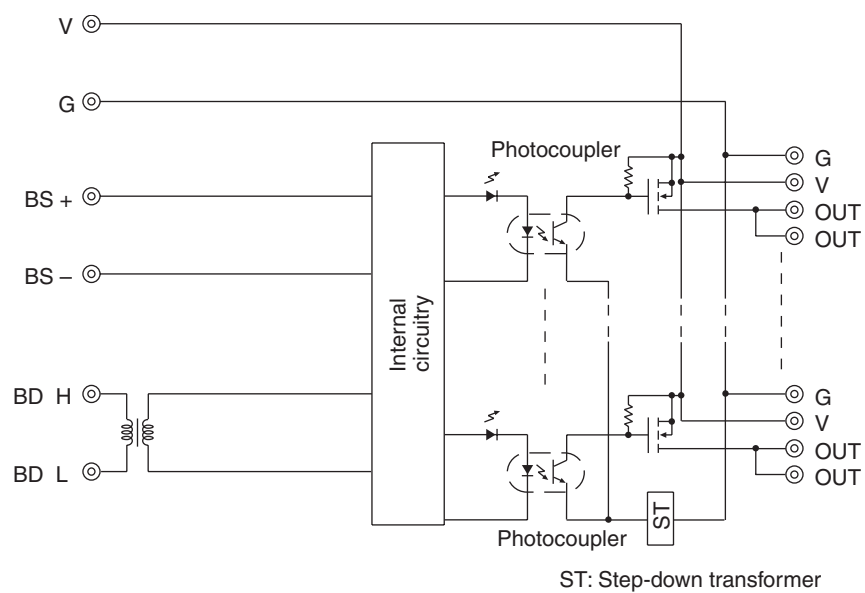 V
G
Photocoupler
G
V
BS +
OUT
OUT
BS –
Internal
circuitry
BD H
G
V
OUT
BD L
OUT
ST
Photocoupler
ST: Step-down transformer